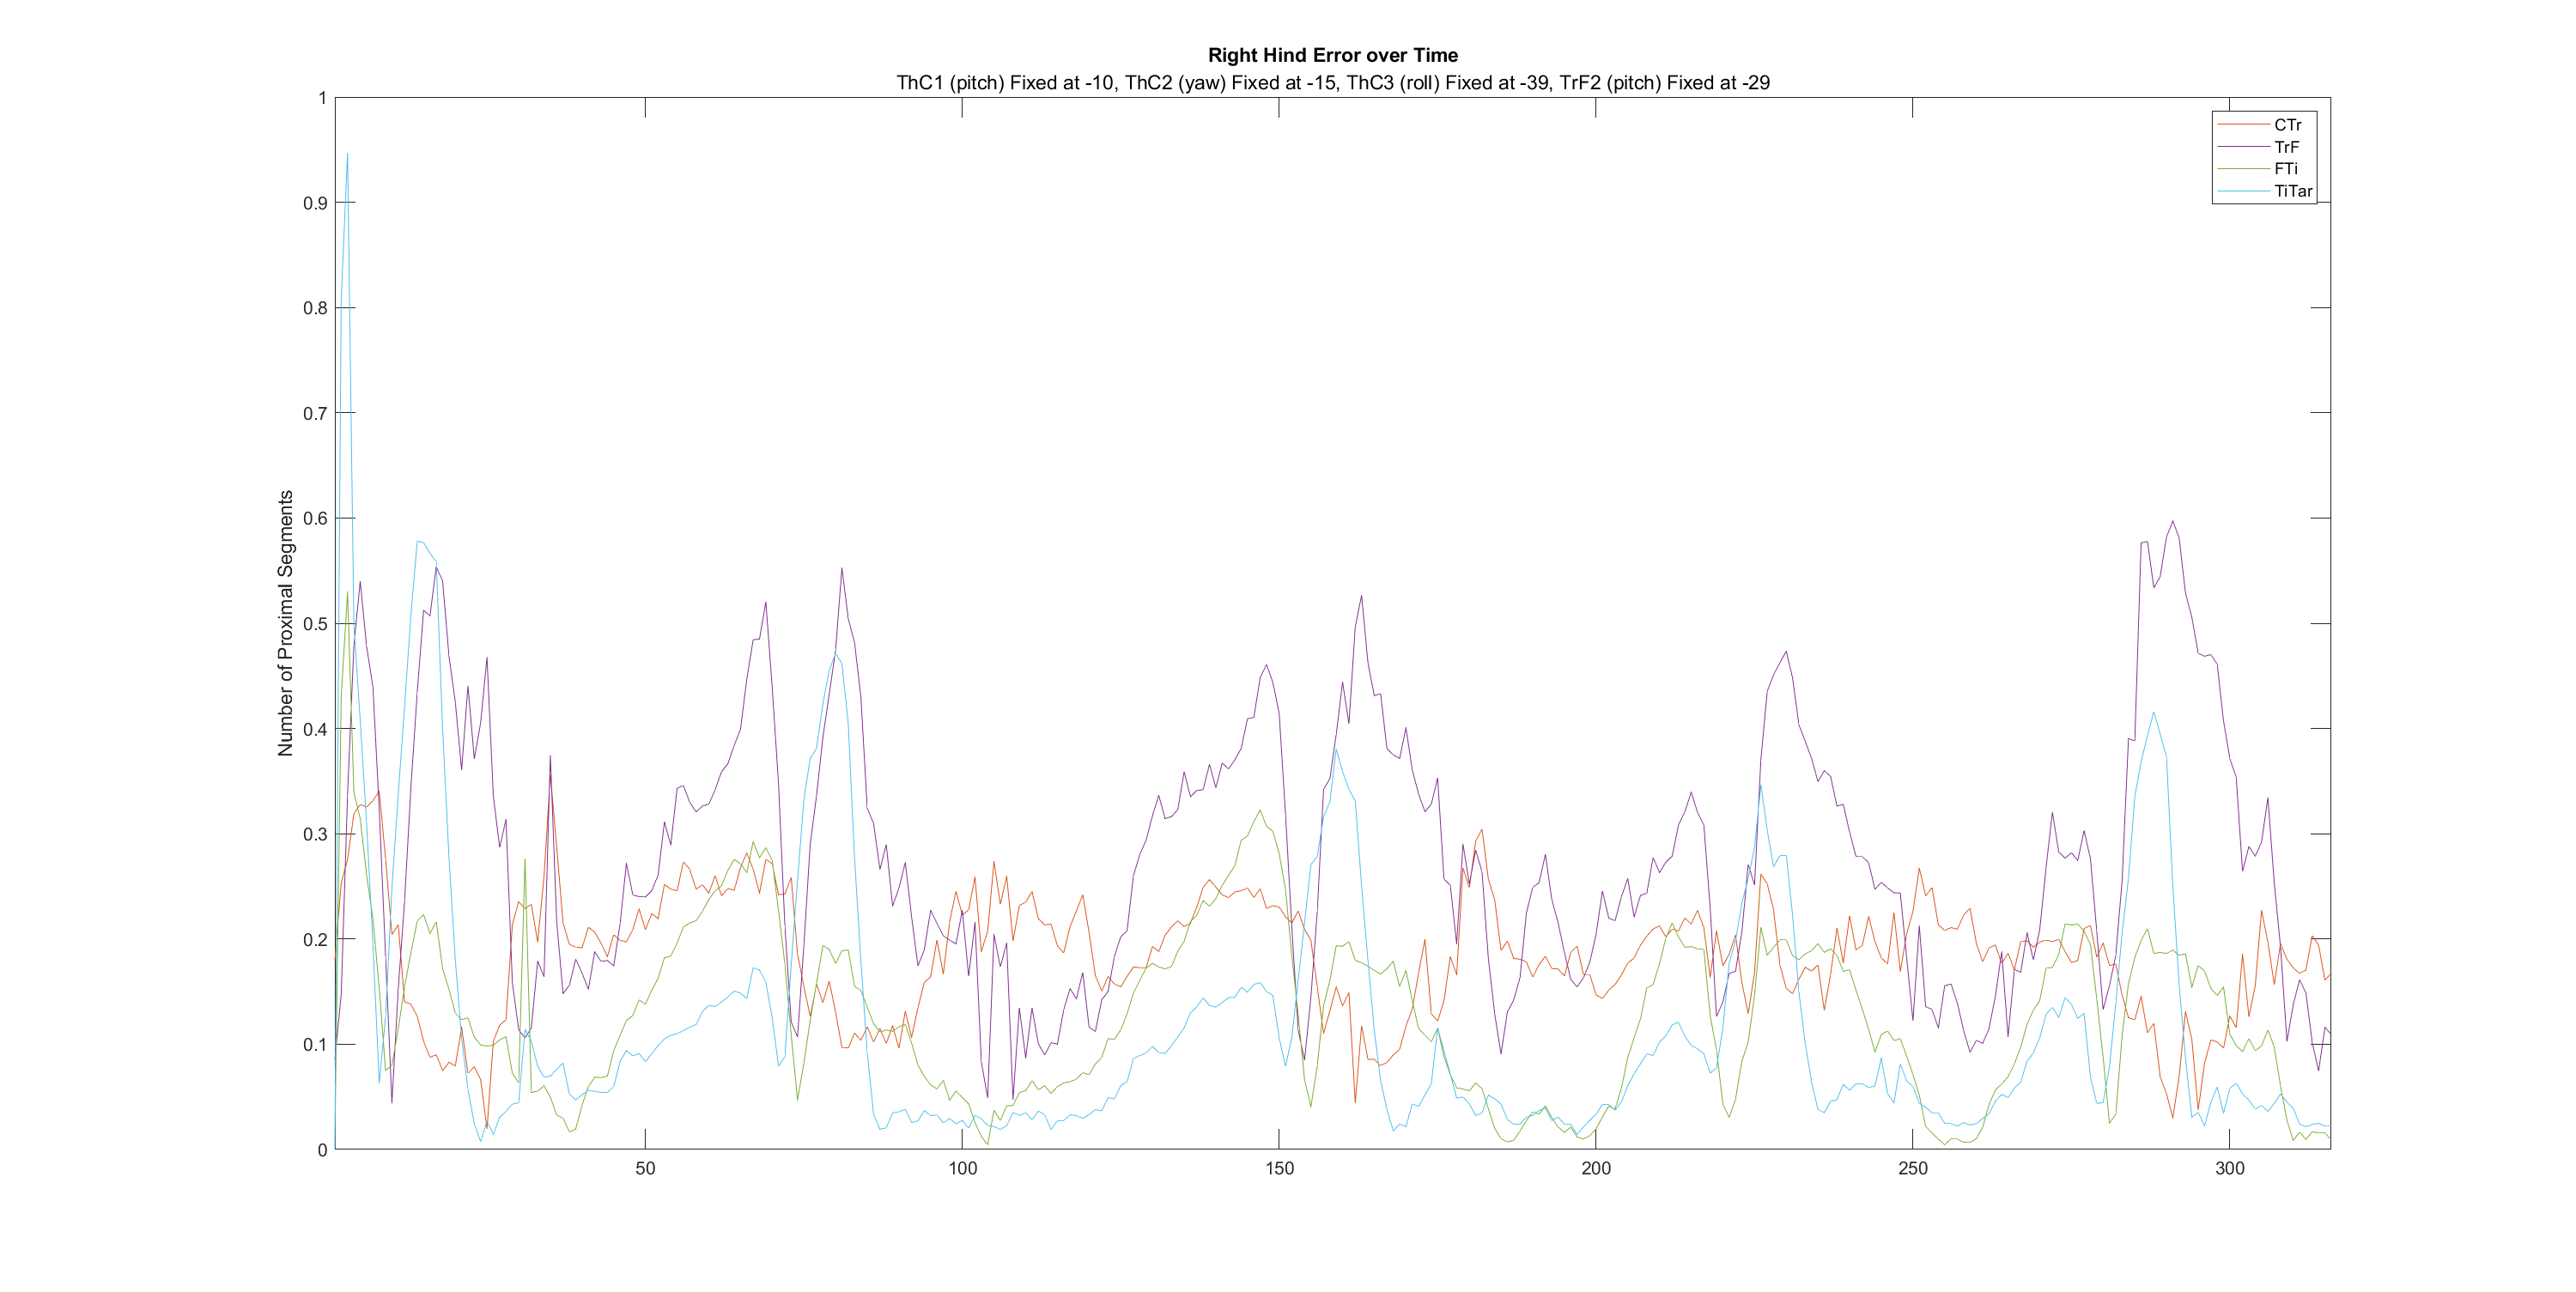 Right Hind Error over Time
ThC1 (pitch) Fixed at -10, ThC2 (yaw) Fixed at -15, ThC3 (roll) Fixed at -39, TrF2 (pitch) Fixed at -29
Number of Proximal Segments
1
0.9
0.8
0.7
0.6
0.5
0.4
0.3
0.2
0.1
0
50
100
150
200
250
300
CTr
TrF
FTi
TiTar